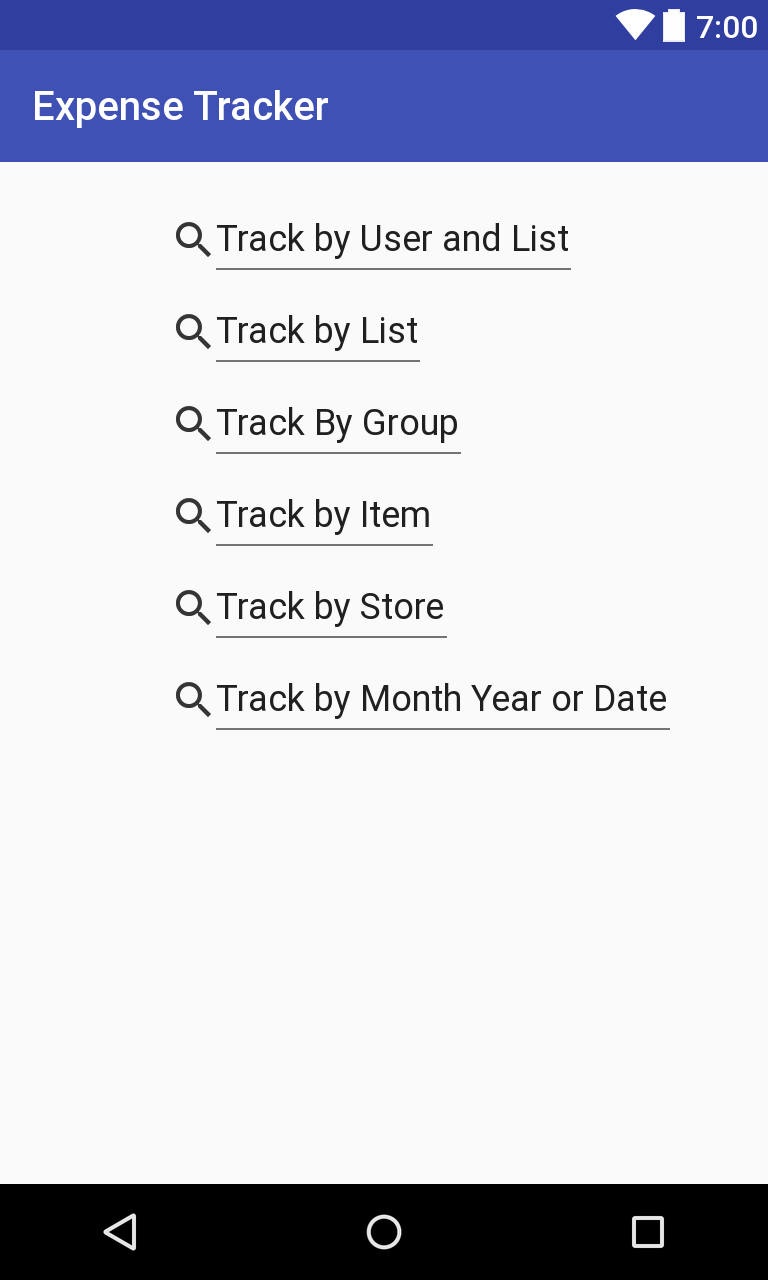 7:00
Expense Tracker
Track by User and List
Track by List
Track By Group
Track by Item
Track by Store
Track by Month Year or Date